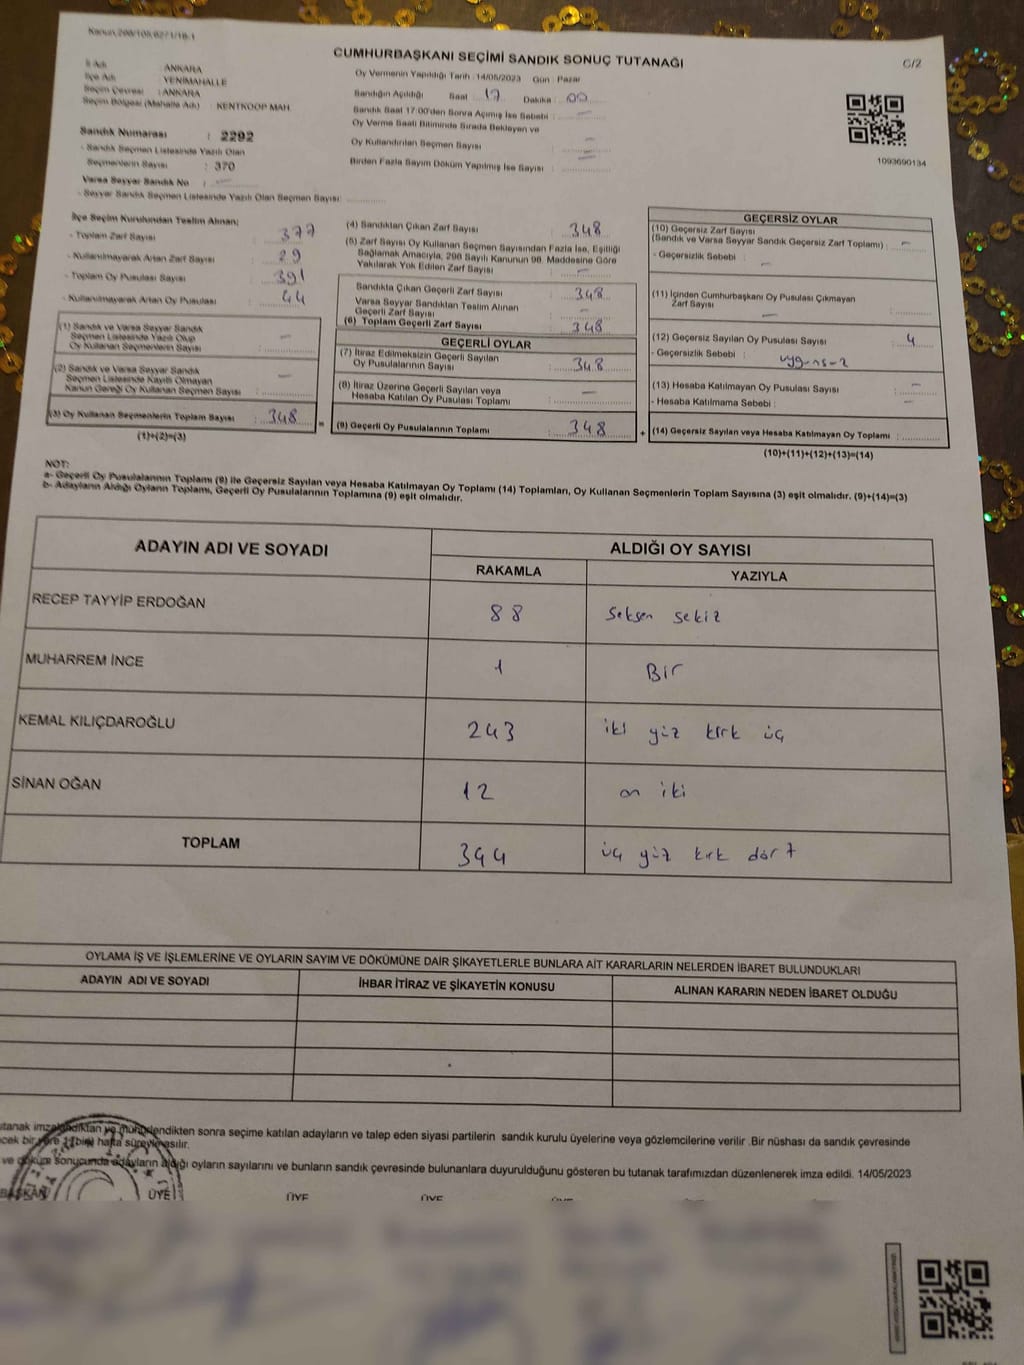 Kanun:298/105,6271/18-1
CUMHURBAŞKANI SEÇİMİ SANDIK SONUÇ TUTANAĞI
C/2
İl Adı : ANKARA
İlçe Adı : YENİMAHALLE
Seçim Çevresi : ANKARA
Seçim Bölgesi (Mahalle Adı) : KENTKOOP MAH
Sandık Numarası : 2292
- Sandık Seçmen Listesinde Yazılı Olan
Seçmenlerin Sayısı : 370
Varsa Seyyar Sandık No : —
- Seyyar Sandık Seçmen Listesinde Yazılı Olan Seçmen Sayısı:
Oy Vermenin Yapıldığı Tarih : 14/05/2023 Gün : Pazar
Sandığın Açıldığı Saat 17 Dakika : 00
Sandık Saat 17:00'den Sonra Açılmış İse Sebebi : —
Oy Verme Saati Bitiminde Sırada Bekleyen ve
Oy Kullandırılan Seçmen Sayısı : —
Birden Fazla Sayım Döküm Yapılmış İse Sayısı : —
1093690134
İlçe Seçim Kurulundan Teslim Alınan;
- Toplam Zarf Sayısı : 377
- Kullanılmayarak Artan Zarf Sayısı : 29
- Toplam Oy Pusulası Sayısı : 391
- Kullanılmayarak Artan Oy Pusulası : 44
(1) Sandık ve Varsa Seyyar Sandık
Seçmen Listesinde Yazılı Olup
Oy Kullanan Seçmenlerin Sayısı : —
(2) Sandık ve Varsa Seyyar Sandık
Seçmen Listesinde Kayıtlı Olmayan
Kanun Gereği Oy Kullanan Seçmen Sayısı : —
(3) Oy Kullanan Seçmenlerin Toplam Sayısı : 348
(1)+(2)=(3)
(4) Sandıktan Çıkan Zarf Sayısı : 348
(5) Zarf Sayısı Oy Kullanan Seçmen Sayısından Fazla İse, Eşitliği
Sağlamak Amacıyla, 298 Sayılı Kanunun 98. Maddesine Göre
Yakılarak Yok Edilen Zarf Sayısı : —
Sandıkta Çıkan Geçerli Zarf Sayısı : 348
Varsa Seyyar Sandıktan Teslim Alınan
Geçerli Zarf Sayısı : —
(6) Toplam Geçerli Zarf Sayısı : 348
GEÇERLİ OYLAR
(7) İtiraz Edilmeksizin Geçerli Sayılan
Oy Pusulalarının Sayısı : 348
(8) İtiraz Üzerine Geçerli Sayılan veya
Hesaba Katılan Oy Pusulası Toplamı : —
(9) Geçerli Oy Pusulalarının Toplamı : 348
GEÇERSİZ OYLAR
(10) Geçersiz Zarf Sayısı
(Sandık ve Varsa Seyyar Sandık Geçersiz Zarf Toplamı) : —
- Geçersizlik Sebebi : —
(11) İçinden Cumhurbaşkanı Oy Pusulası Çıkmayan
Zarf Sayısı : —
(12) Geçersiz Sayılan Oy Pusulası Sayısı : 4
- Geçersizlik Sebebi :
(13) Hesaba Katılmayan Oy Pusulası Sayısı : —
- Hesaba Katılmama Sebebi : —
(14) Geçersiz Sayılan veya Hesaba Katılmayan Oy Toplamı :
(10)+(11)+(12)+(13)=(14)
NOT:
a- Geçerli Oy Pusulalarının Toplamı (9) ile Geçersiz Sayılan veya Hesaba Katılmayan Oy Toplamı (14) Toplamları, Oy Kullanan Seçmenlerin Toplam Sayısına (3) eşit olmalıdır. (9)+(14)=(3)
b- Adayların Aldığı Oyların Toplamı, Geçerli Oy Pusulalarının Toplamına (9) eşit olmalıdır.
ADAYIN ADI VE SOYADI
ALDIĞI OY SAYISI
RAKAMLA YAZIYLA
RECEP TAYYİP ERDOĞAN 88 Seksen sekiz
MUHARREM İNCE 1 Bir
KEMAL KILIÇDAROĞLU 243 iki yüz kırk üç
SİNAN OĞAN 12 on iki
TOPLAM 344 üç yüz kırk dört
OYLAMA İŞ VE İŞLEMLERİNE VE OYLARIN SAYIM VE DÖKÜMÜNE DAİR ŞİKAYETLERLE BUNLARA AİT KARARLARIN NELERDEN İBARET BULUNDUKLARI
ADAYIN ADI VE SOYADI İHBAR İTİRAZ VE ŞİKAYETİN KONUSU ALINAN KARARIN NEDEN İBARET OLDUĞU
utanak imzalandıktan ve mühürlendikten sonra seçime katılan adayların ve talep eden siyasi partilerin sandık kurulu üyelerine veya gözlemcilerine verilir .Bir nüshası da sandık çevresinde
cek bir yere 1 (bir) hafta süreyle asılır.
ve döküm sonucunda adayların aldığı oyların sayılarını ve bunların sandık çevresinde bulunanlara duyurulduğunu gösteren bu tutanak tarafımızdan düzenlenerek imza edildi. 14/05/2023
BAŞKAN ÜYE ÜYE ÜYE